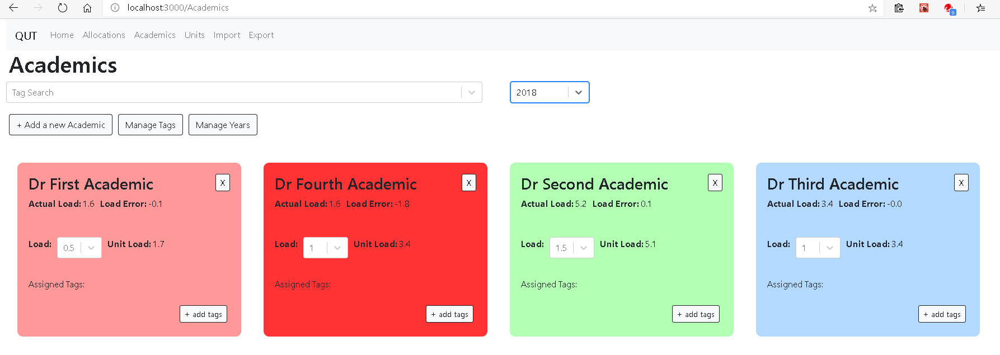 localhost:3000/Academics
0
QUT Home Allocations Academics Units Import Export
Academics
Tag Search
2018
+ Add a new Academic Manage Tags Manage Years
Dr First Academic X
Actual Load: 1.6 Load Error: -0.1
Load: 0.5 Unit Load: 1.7
Assigned Tags:
+ add tags
Dr Fourth Academic X
Actual Load: 1.6 Load Error: -1.8
Load: 1 Unit Load: 3.4
Assigned Tags:
+ add tags
Dr Second Academic X
Actual Load: 5.2 Load Error: 0.1
Load: 1.5 Unit Load: 5.1
Assigned Tags:
+ add tags
Dr Third Academic X
Actual Load: 3.4 Load Error: -0.0
Load: 1 Unit Load: 3.4
Assigned Tags:
+ add tags